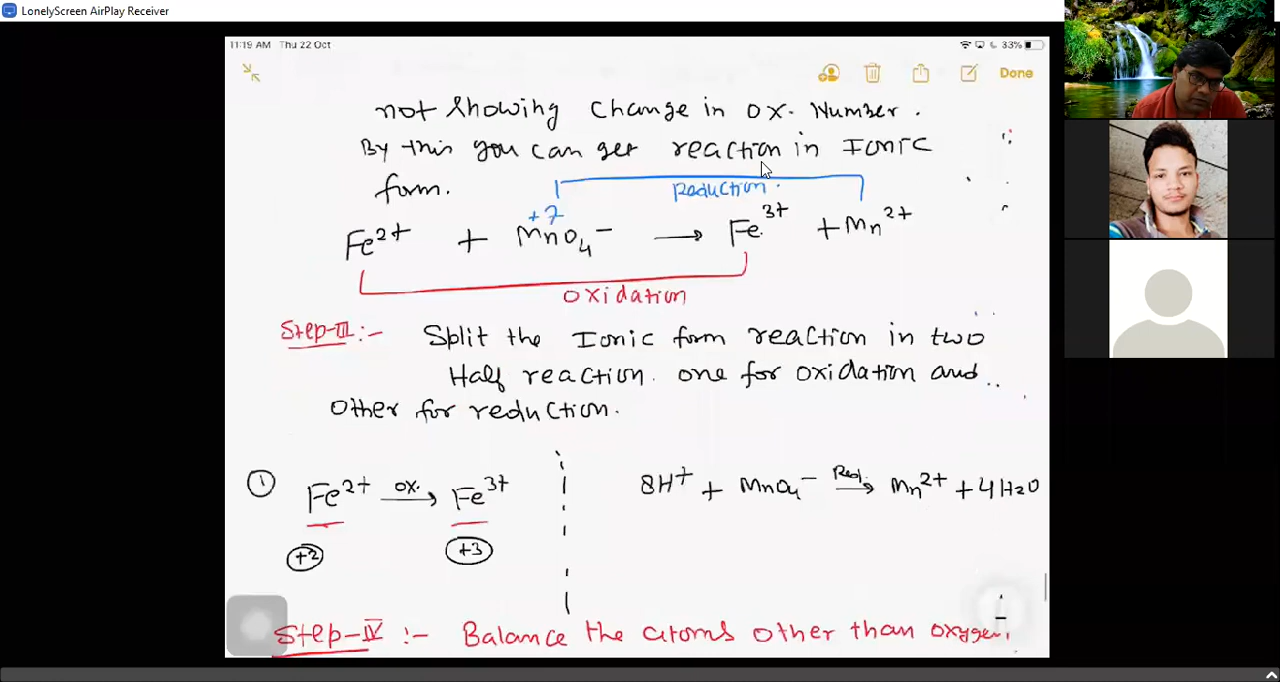 LonelyScreen AirPlay Receiver
11:19 AM Thu 22 Oct
33%
Done
not showing change in ox. Number.
By this you can get reaction in Ionic
form.
Reduction.
+7
Fe²⁺ + MnO₄⁻ → Fe³⁺ + Mn²⁺
oxidation
Step-III :- Split the Ionic form reaction in two
Half reaction. one for oxidation and
other for reduction.
① Fe²⁺ ox. → Fe³⁺
8H⁺ + MnO₄⁻ Red. → Mn²⁺ + 4H₂O
+2 +3
Step-IV :- Balance the atoms other than oxygen.